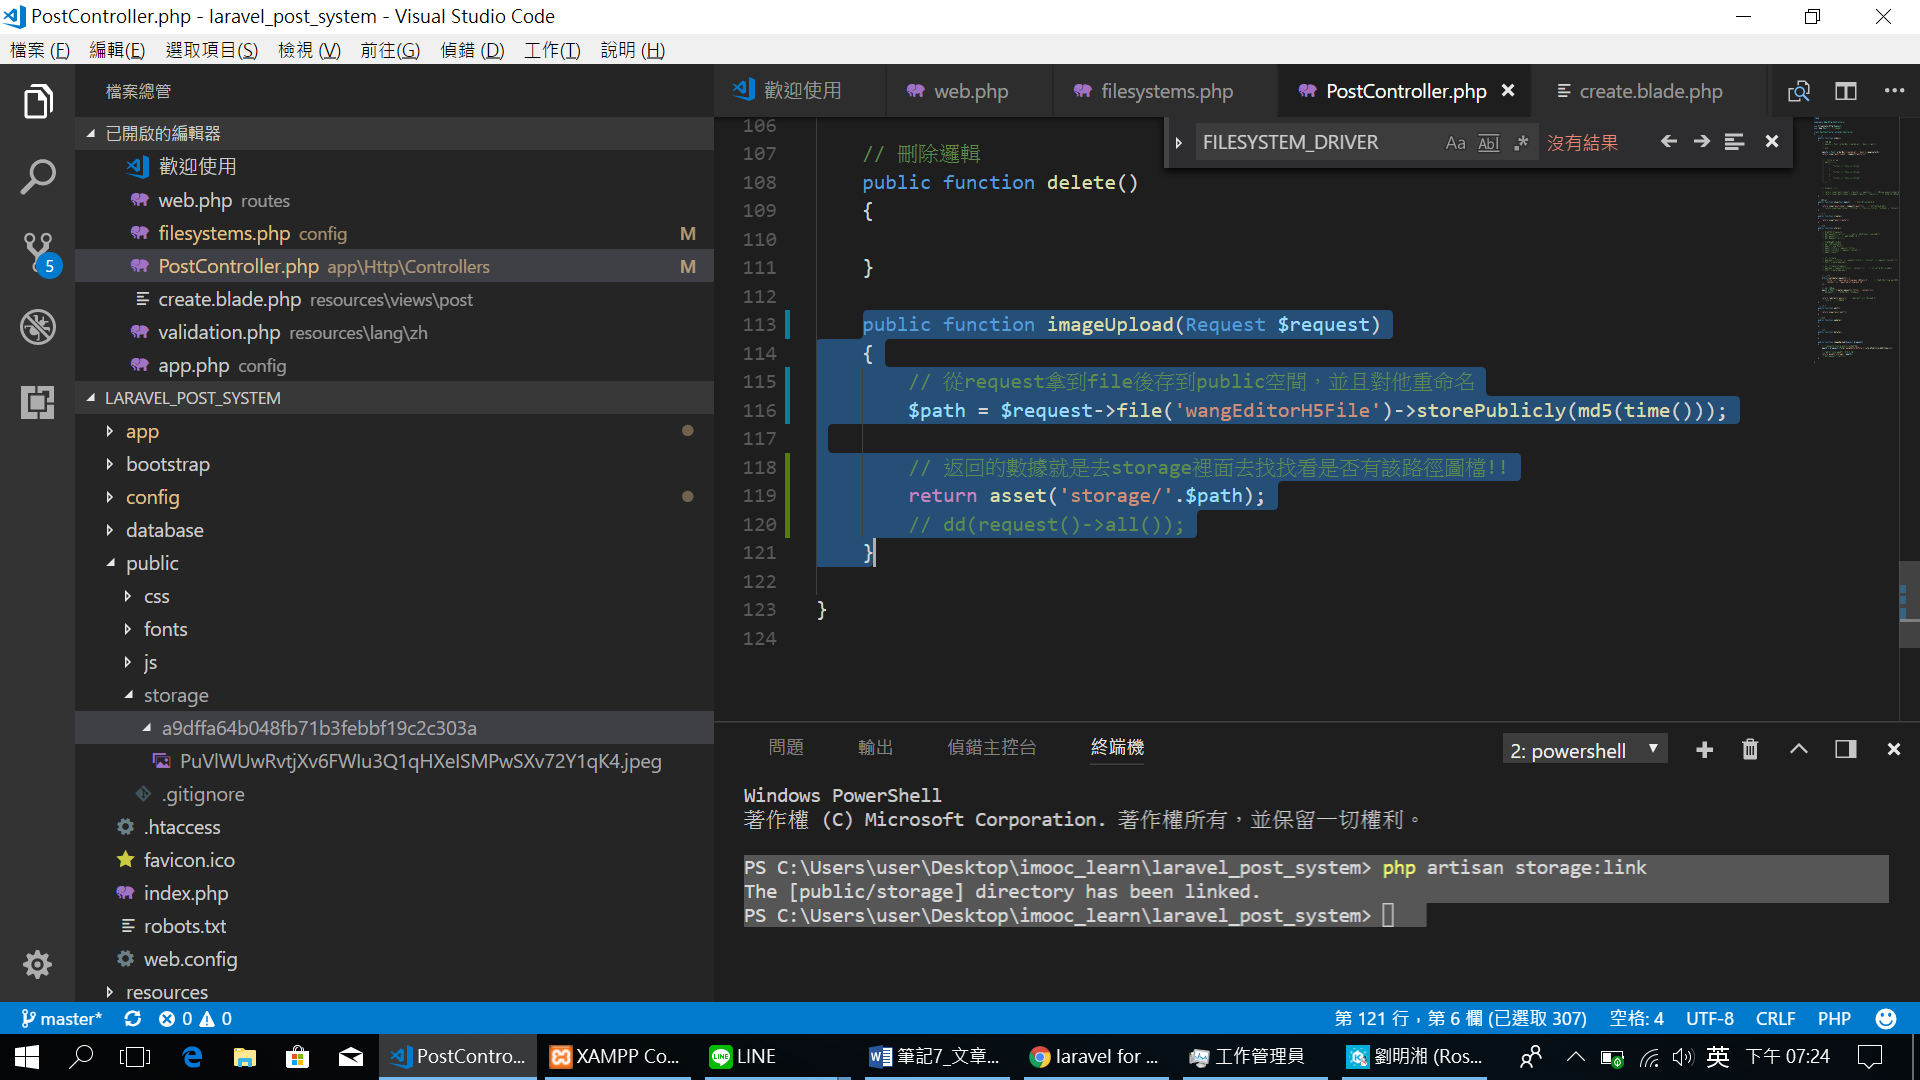 PostController.php - laravel_post_system - Visual Studio Code
檔案 (F) 編輯(E) 選取項目(S) 檢視 (V) 前往(G) 偵錯 (D) 工作(T) 說明 (H)
檔案總管
已開啟的編輯器
歡迎使用
web.php routes
filesystems.php config M
PostController.php app\Http\Controllers M
create.blade.php resources\views\post
validation.php resources\lang\zh
app.php config
LARAVEL_POST_SYSTEM
app
bootstrap
config
database
public
css
fonts
js
storage
a9dffa64b048fb71b3febbf19c2c303a
PuVlWUwRvtjXv6FWIu3Q1qHXeISMPwSXv72Y1qK4.jpeg
.gitignore
.htaccess
favicon.ico
index.php
robots.txt
web.config
resources
5
歡迎使用 web.php filesystems.php PostController.php create.blade.php
FILESYSTEM_DRIVER Aa Abl .* 沒有結果
106
107 // 刪除邏輯
108 public function delete()
109 {
110
111 }
112
113 public function imageUpload(Request $request)
114 {
115 // 從request拿到file後存到public空間，並且對他重命名
116 $path = $request->file('wangEditorH5File')->storePublicly(md5(time()));
117
118 // 返回的數據就是去storage裡面去找找看是否有該路徑圖檔!!
119 return asset('storage/'.$path);
120 // dd(request()->all());
121 }
122
123 }
124
問題 輸出 偵錯主控台 終端機 2: powershell
Windows PowerShell
著作權 (C) Microsoft Corporation. 著作權所有，並保留一切權利。
PS C:\Users\user\Desktop\imooc_learn\laravel_post_system> php artisan storage:link
The [public/storage] directory has been linked.
PS C:\Users\user\Desktop\imooc_learn\laravel_post_system>
master* 0 0 第 121 行，第 6 欄 (已選取 307) 空格: 4 UTF-8 CRLF PHP
PostContro... XAMPP Co... LINE 筆記7_文章... laravel for ... 工作管理員 劉明湘 (Ros... 英 下午 07:24